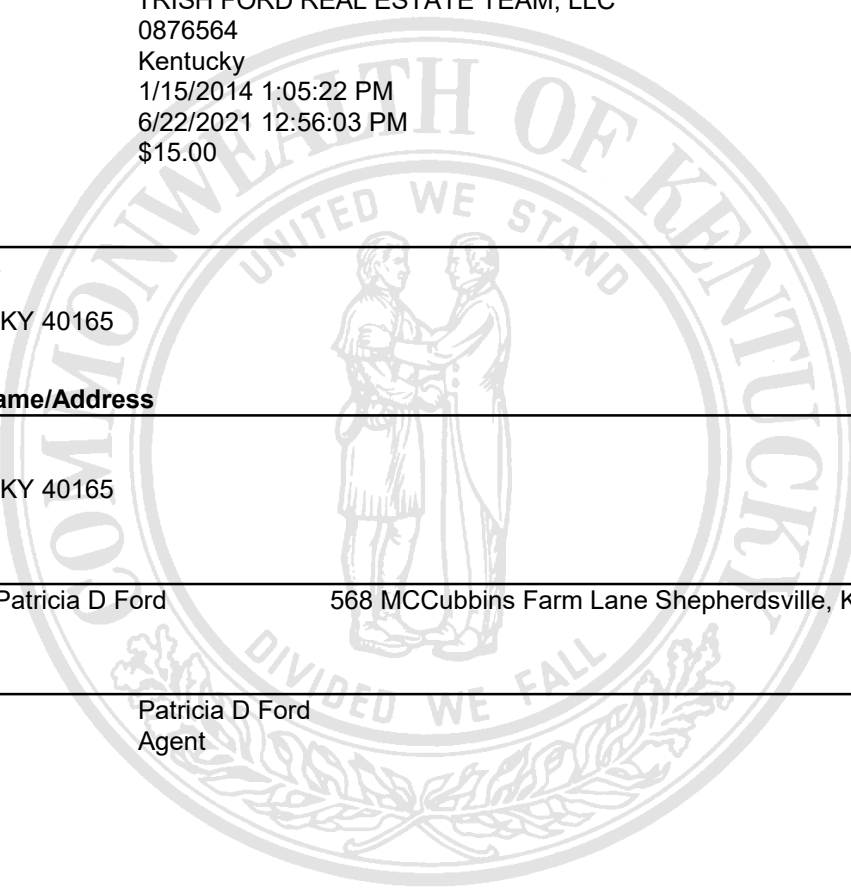 TRISH FORD REAL ESTATE TEAM, LLC
0876564
Kentucky
1/15/2014 1:05:22 PM
6/22/2021 12:56:03 PM
$15.00
COMMONWEALTH OF KENTUCKY
UNITED WE STAND
KY 40165
ame/Address
KY 40165
Patricia D Ford 568 MCCubbins Farm Lane Shepherdsville, K
DIVIDED WE FALL
Patricia D Ford
Agent